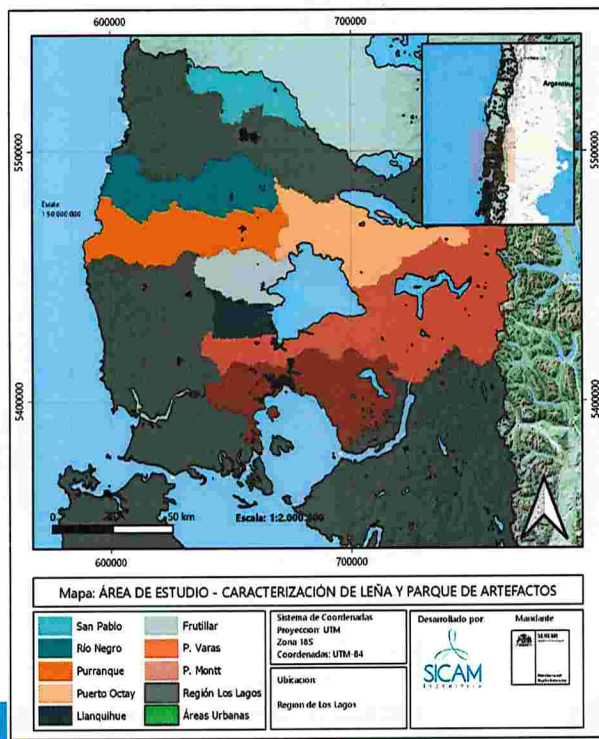 600000
700000
Argentina
5500000
5500000
Escala
1:50.000.000
5400000
5400000
0
50 km
Escala: 1:2.000.000
600000
700000
Mapa: ÁREA DE ESTUDIO - CARACTERIZACIÓN DE LEÑA Y PARQUE DE ARTEFACTOS
San Pablo
Río Negro
Purranque
Puerto Octay
Llanquihue
Frutillar
P. Varas
P. Montt
Región Los Lagos
Áreas Urbanas
Sistema de Coordenadas
Proyección: UTM
Zona 18S
Coordenadas: UTM-84
Ubicación:
Región de Los Lagos
Desarrollado por:
SICAM
Ingeniería
Mandante
SEREMI